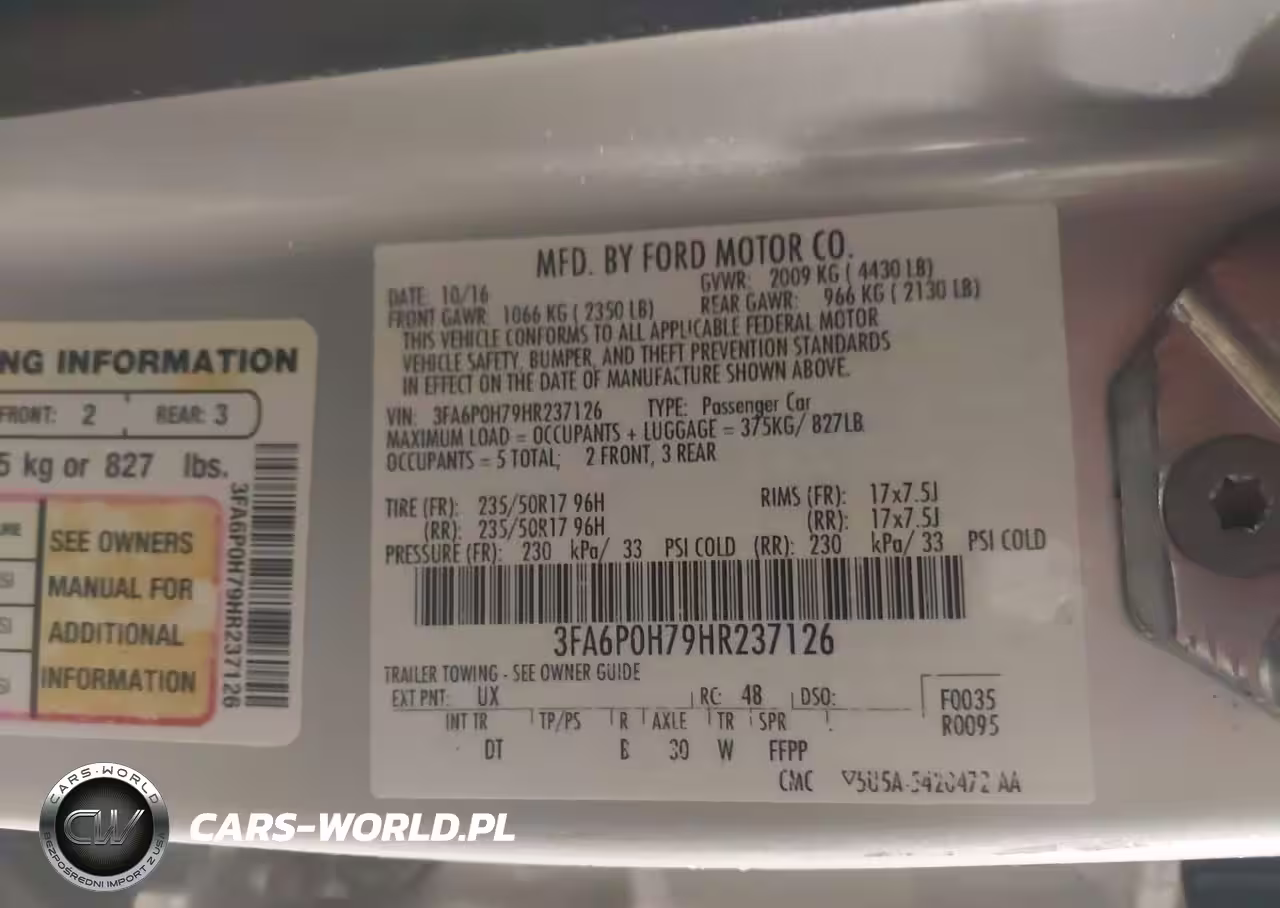 MFD. BY FORD MOTOR CO.
DATE: 10/16 GVWR: 2009 KG ( 4430 LB)
FRONT GAWR: 1066 KG ( 2350 LB) REAR GAWR: 966 KG ( 2130 LB)
THIS VEHICLE CONFORMS TO ALL APPLICABLE FEDERAL MOTOR
VEHICLE SAFETY, BUMPER, AND THEFT PREVENTION STANDARDS
IN EFFECT ON THE DATE OF MANUFACTURE SHOWN ABOVE.
VIN: 3FA6P0H79HR237126 TYPE: Passenger Car
MAXIMUM LOAD = OCCUPANTS + LUGGAGE = 375KG/ 827LB
OCCUPANTS = 5 TOTAL; 2 FRONT, 3 REAR
TIRE (FR): 235/50R17 96H RIMS (FR): 17x7.5J
(RR): 235/50R17 96H (RR): 17x7.5J
PRESSURE (FR): 230 kPa/ 33 PSI COLD (RR): 230 kPa/ 33 PSI COLD
3FA6P0H79HR237126
TRAILER TOWING - SEE OWNER GUIDE
EXT PNT: UX RC: 48 DSO: F0035
INT TR TP/PS R AXLE TR SPR R0095
DT B 30 W FFPP
CMC
NG INFORMATION
FRONT: 2 REAR: 3
5 kg or 827 lbs.
SEE OWNERS
MANUAL FOR
ADDITIONAL
INFORMATION
3FA6P0H79HR237126
CARS-WORLD
CW
BEZPOŚREDNI IMPORT Z USA
CARS-WORLD.PL